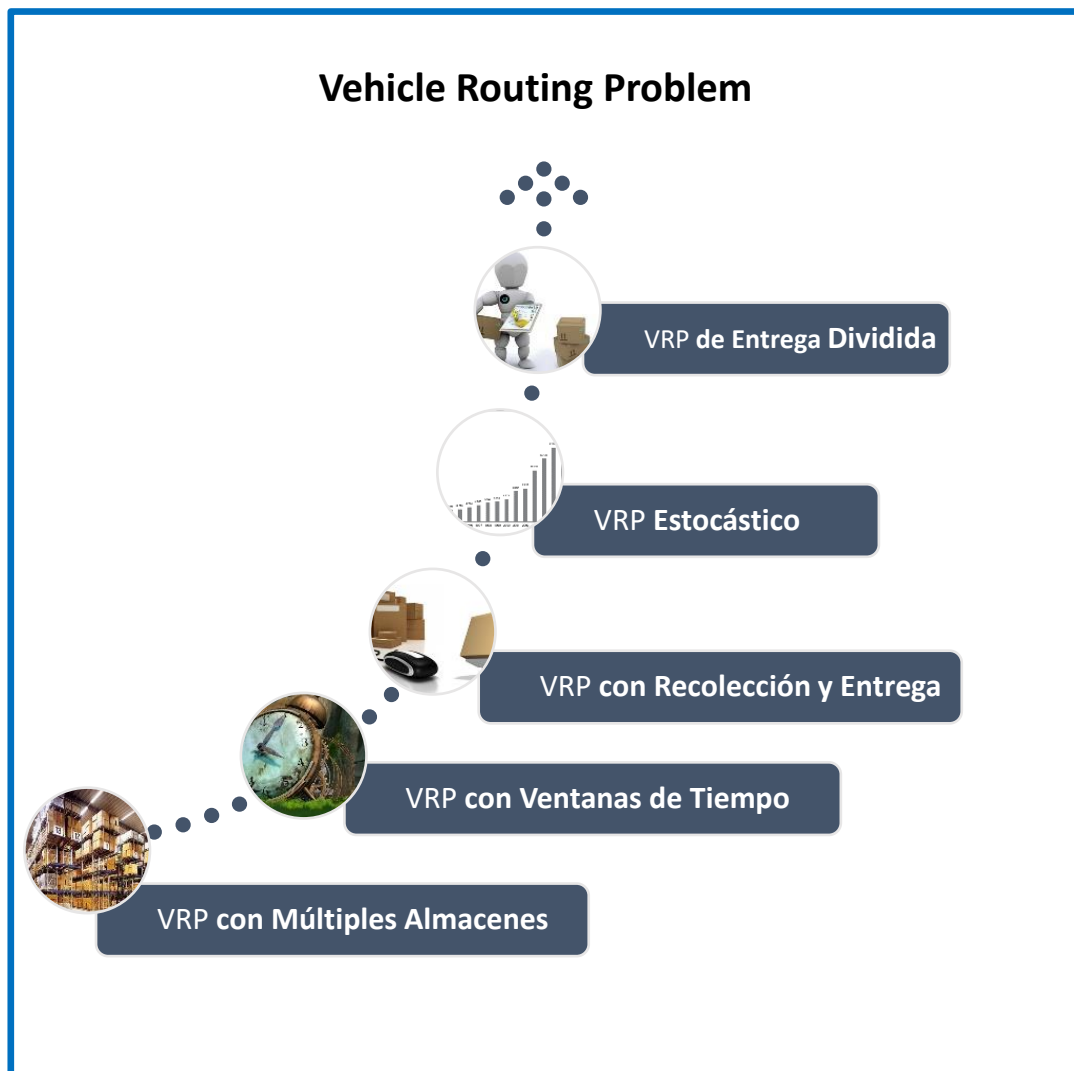 Vehicle Routing Problem
VRP de Entrega Dividida
VRP Estocástico
VRP con Recolección y Entrega
VRP con Ventanas de Tiempo
VRP con Múltiples Almacenes